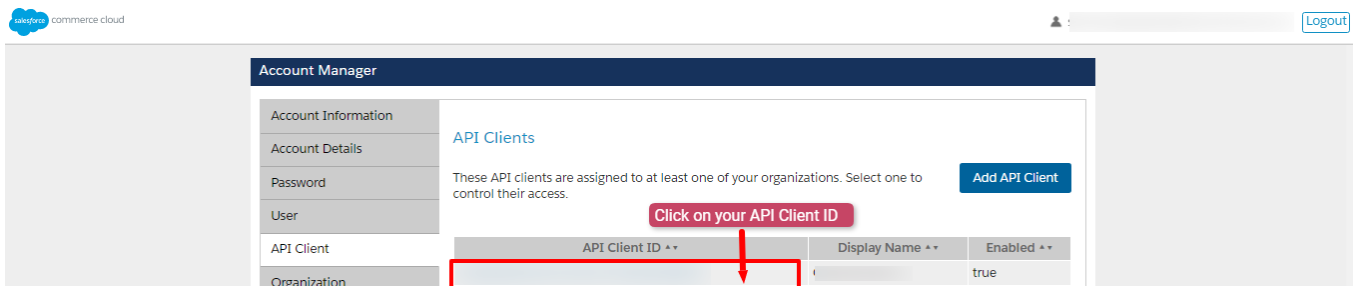 salesforce commerce cloud
Logout
Account Manager
Account Information
API Clients
Account Details
These API clients are assigned to at least one of your organizations. Select one to
control their access.
Add API Client
Password
User
Click on your API Client ID
API Client
API Client ID
Display Name
Enabled
true
Organization